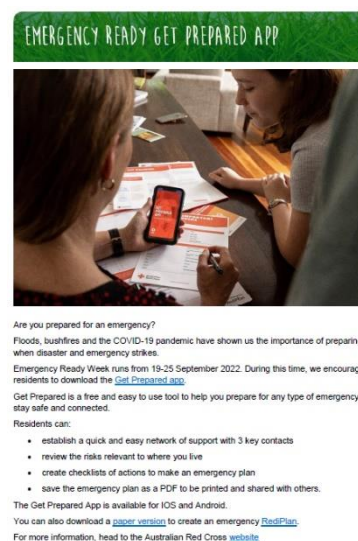 EMERGENCY READY GET PREPARED APP
Are you prepared for an emergency?
Floods, bushfires and the COVID-19 pandemic have shown us the importance of preparin
when disaster and emergency strikes.
Emergency Ready Week runs from 19-25 September 2022. During this time, we encourag
residents to download the Get Prepared app.
Get Prepared is a free and easy to use tool to help you prepare for any type of emergency
stay safe and connected.
Residents can:
• establish a quick and easy network of support with 3 key contacts
• review the risks relevant to where you live
• create checklists of actions to make an emergency plan
• save the emergency plan as a PDF to be printed and shared with others.
The Get Prepared App is available for IOS and Android.
You can also download a paper version to create an emergency RediPlan.
For more information, head to the Australian Red Cross website